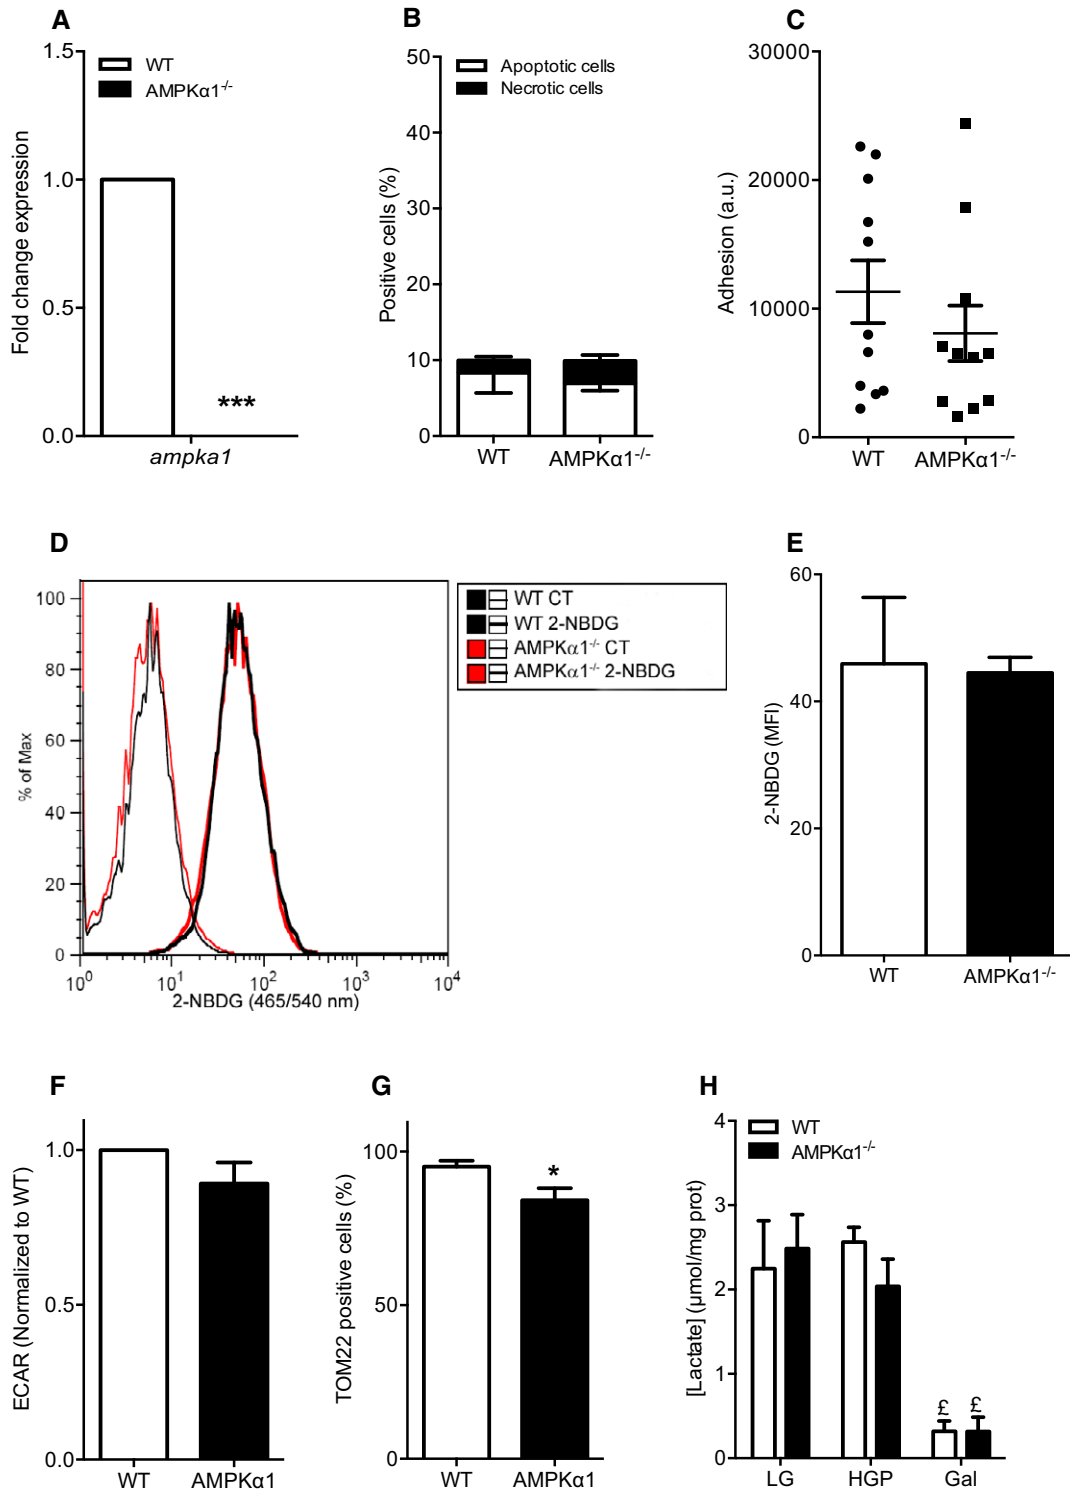 A
1.5
1.0
0.5
0.0
Fold change expression
WT
AMPKα1-/-
***
ampka1
B
50
40
30
20
10
0
Positive cells (%)
Apoptotic cells
Necrotic cells
WT
AMPKα1-/-
C
30000
20000
10000
0
Adhesion (a.u.)
WT
AMPKα1-/-
D
100
80
60
40
20
0
% of Max
10⁰
10¹
10²
10³
10⁴
2-NBDG (465/540 nm)
WT CT
WT 2-NBDG
AMPKα1-/- CT
AMPKα1-/- 2-NBDG
E
60
40
20
0
2-NBDG (MFI)
WT
AMPKα1-/-
F
1.0
0.5
0.0
ECAR (Normalized to WT)
WT
AMPKα1
G
100
50
0
TOM22 positive cells (%)
*
WT
AMPKα1
H
4
3
2
1
0
[Lactate] (µmol/mg prot)
WT
AMPKα1-/-
£
£
LG
HGP
Gal